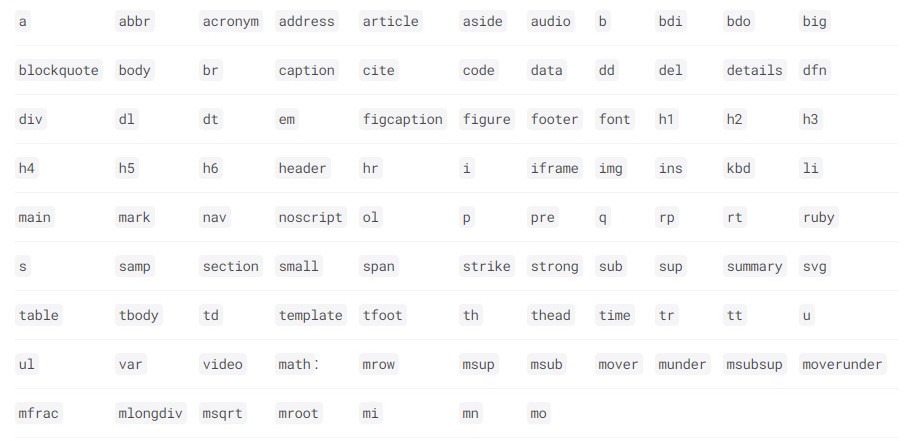 a abbr acronym address article aside audio b bdi bdo big
blockquote body br caption cite code data dd del details dfn
div dl dt em figcaption figure footer font h1 h2 h3
h4 h5 h6 header hr i iframe img ins kbd li
main mark nav noscript ol p pre q rp rt ruby
s samp section small span strike strong sub sup summary svg
table tbody td template tfoot th thead time tr tt u
ul var video math: mrow msup msub mover munder msubsup moverunder
mfrac mlongdiv msqrt mroot mi mn mo